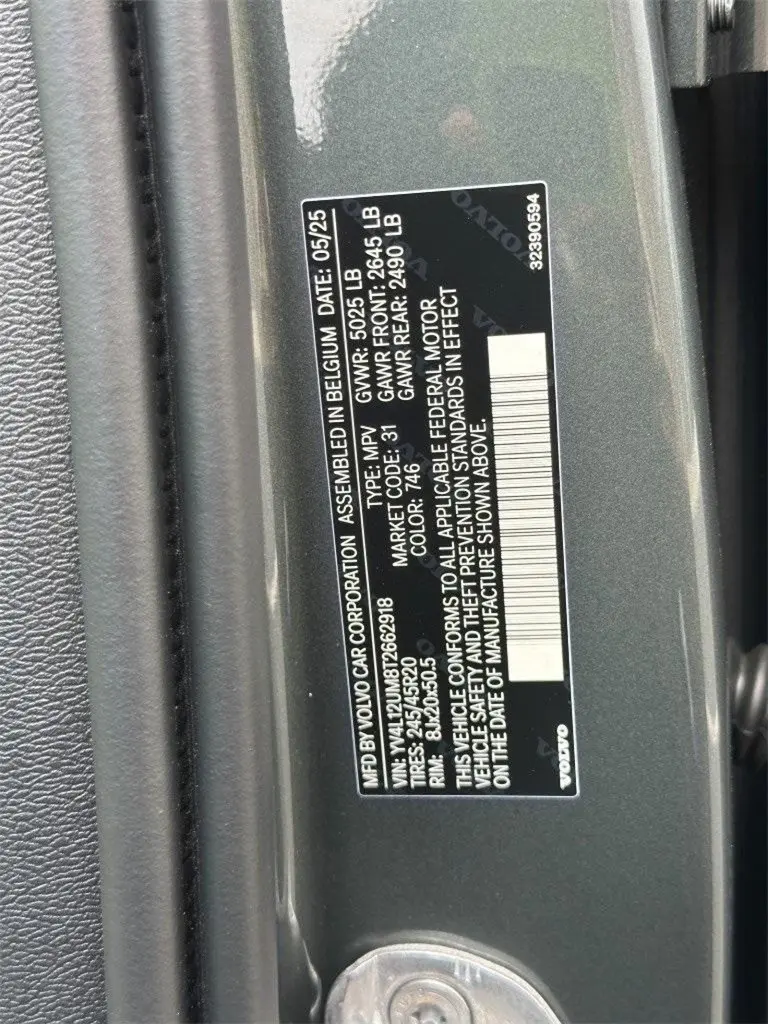 MFD BY VOLVO CAR CORPORATION ASSEMBLED IN BELGIUM DATE: 05/25
VIN: YV4L12UM8T2662918 TYPE: MPV GVWR: 5025 LB
TIRES: 245/45R20 MARKET CODE: 31 GAWR FRONT: 2645 LB
RIM: 8Jx20x50.5 COLOR: 746 GAWR REAR: 2490 LB
THIS VEHICLE CONFORMS TO ALL APPLICABLE FEDERAL MOTOR
VEHICLE SAFETY AND THEFT PREVENTION STANDARDS IN EFFECT
ON THE DATE OF MANUFACTURE SHOWN ABOVE.
VOLVO 32390594